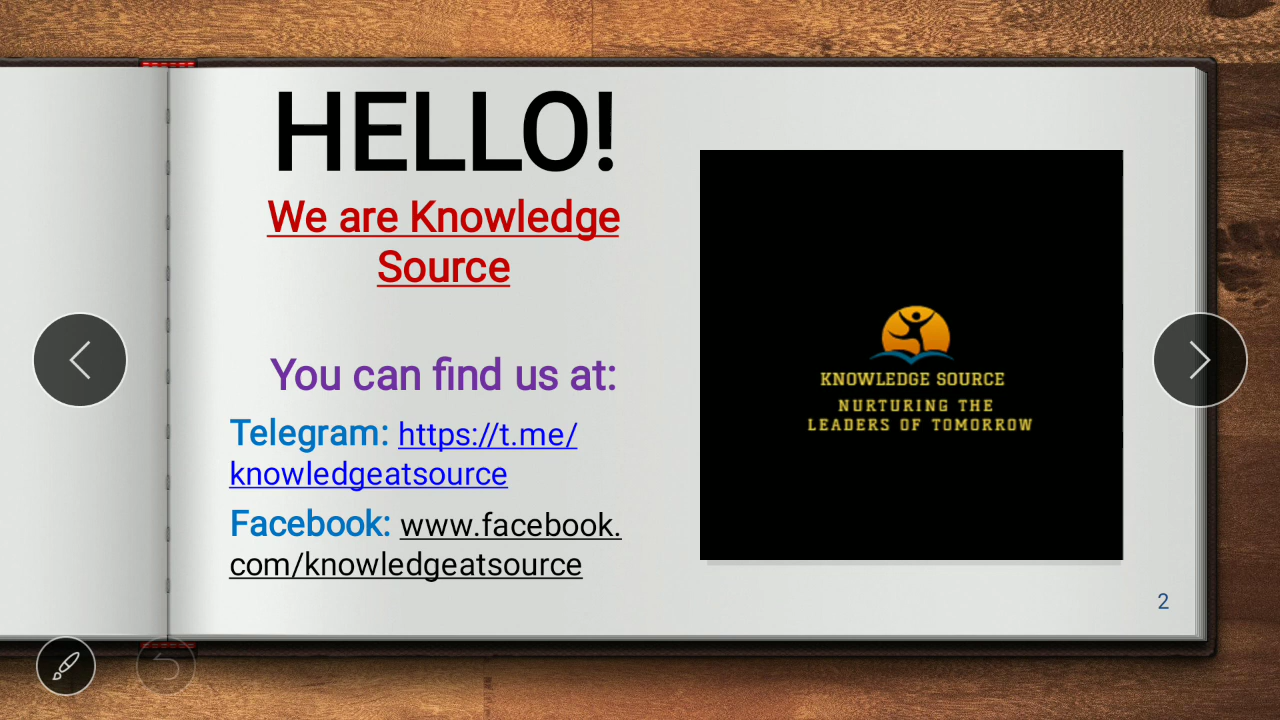 HELLO!
We are Knowledge
Source
You can find us at:
Telegram: https://t.me/
knowledgeatsource
Facebook: www.facebook.
com/knowledgeatsource
KNOWLEDGE SOURCE
NURTURING THE
LEADERS OF TOMORROW
2